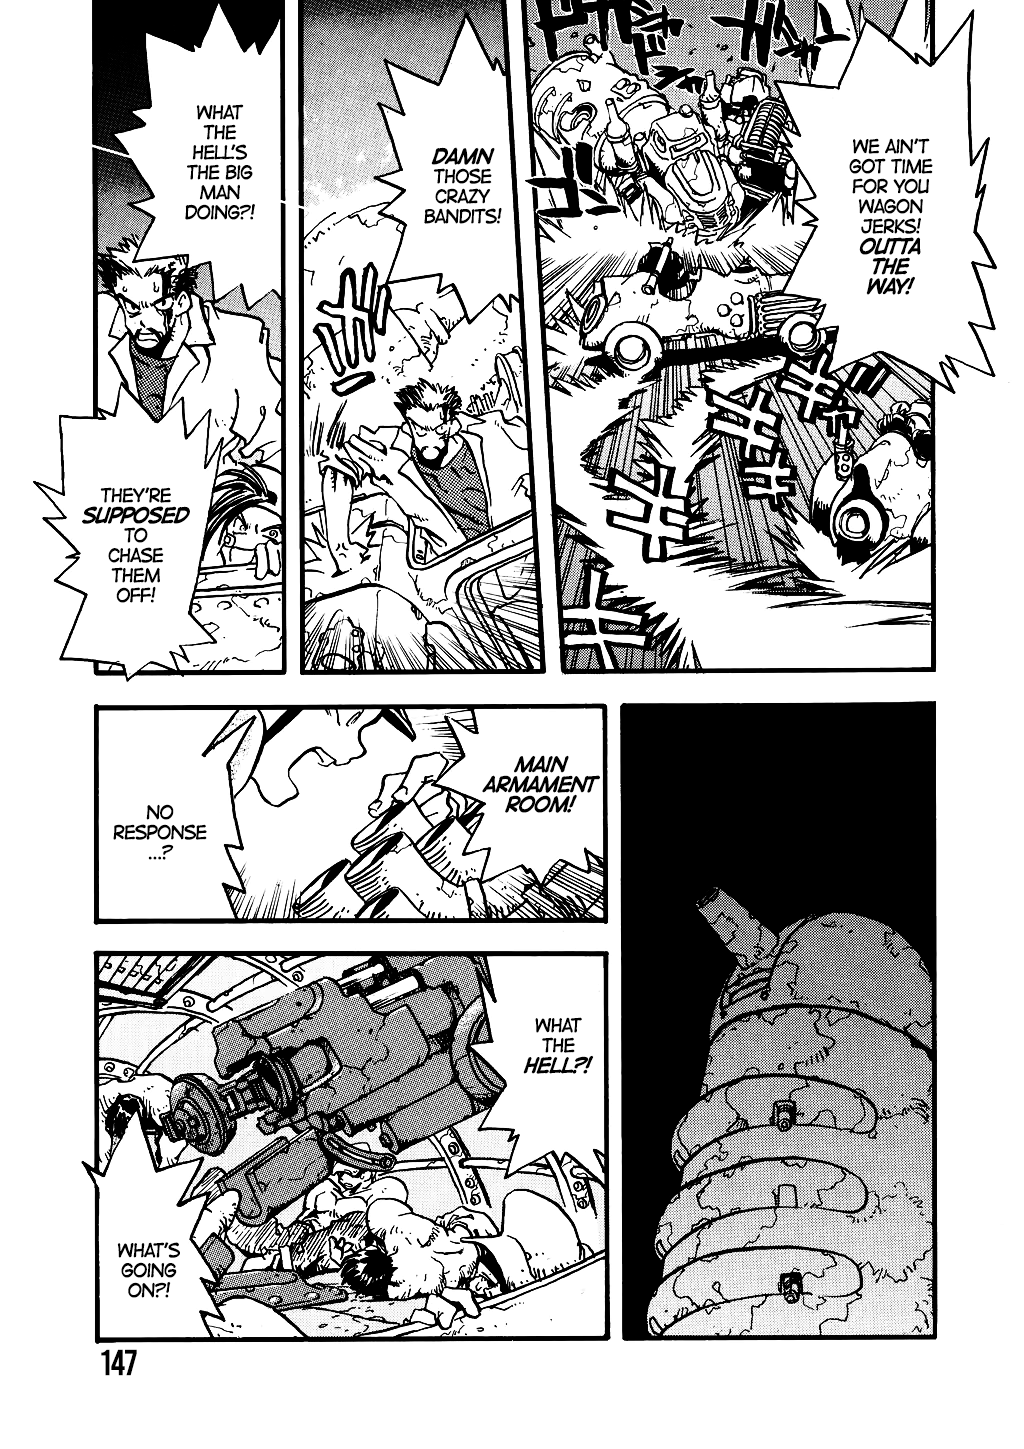 WE AIN'T
GOT TIME
FOR YOU
WAGON
JERKS!
OUTTA
THE
WAY!
DAMN
THOSE
CRAZY
BANDITS!
WHAT
THE
HELL'S
THE BIG
MAN
DOING?!
THEY'RE
SUPPOSED
TO
CHASE
THEM
OFF!
MAIN
ARMAMENT
ROOM!
NO
RESPONSE
...?
WHAT
THE
HELL?!
WHAT'S
GOING
ON?!
147